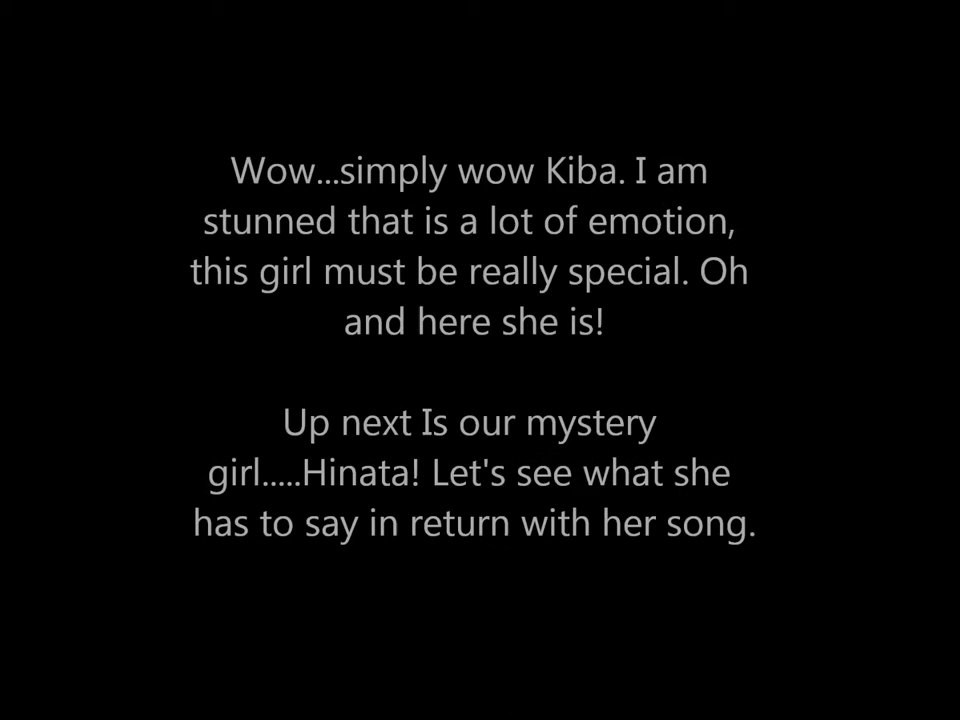 Wow...simply wow Kiba. I am
stunned that is a lot of emotion,
this girl must be really special. Oh
and here she is!
Up next Is our mystery
girl.....Hinata! Let's see what she
has to say in return with her song.